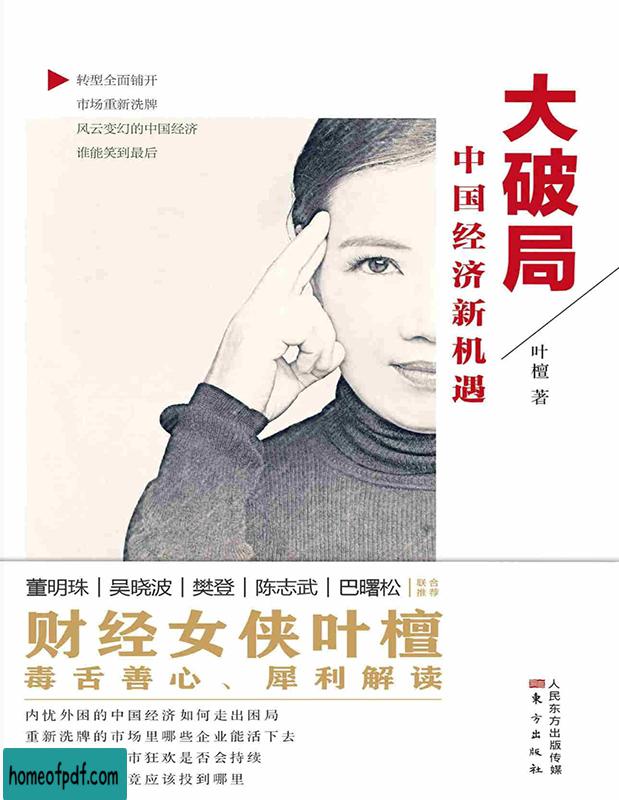 转型全面铺开
市场重新洗牌
风云变幻的中国经济
谁能笑到最后
大破局
中国经济新机遇
叶檀 著
董明珠|吴晓波|樊登|陈志武|巴曙松|联合推荐
财经女侠叶檀
毒舌善心、犀利解读
内忧外困的中国经济如何走出困局
重新洗牌的市场里哪些企业能活下去
市狂欢是否会持续
竟应该投到哪里
人民东方出版传媒
东方出版社
homeofpdf.com